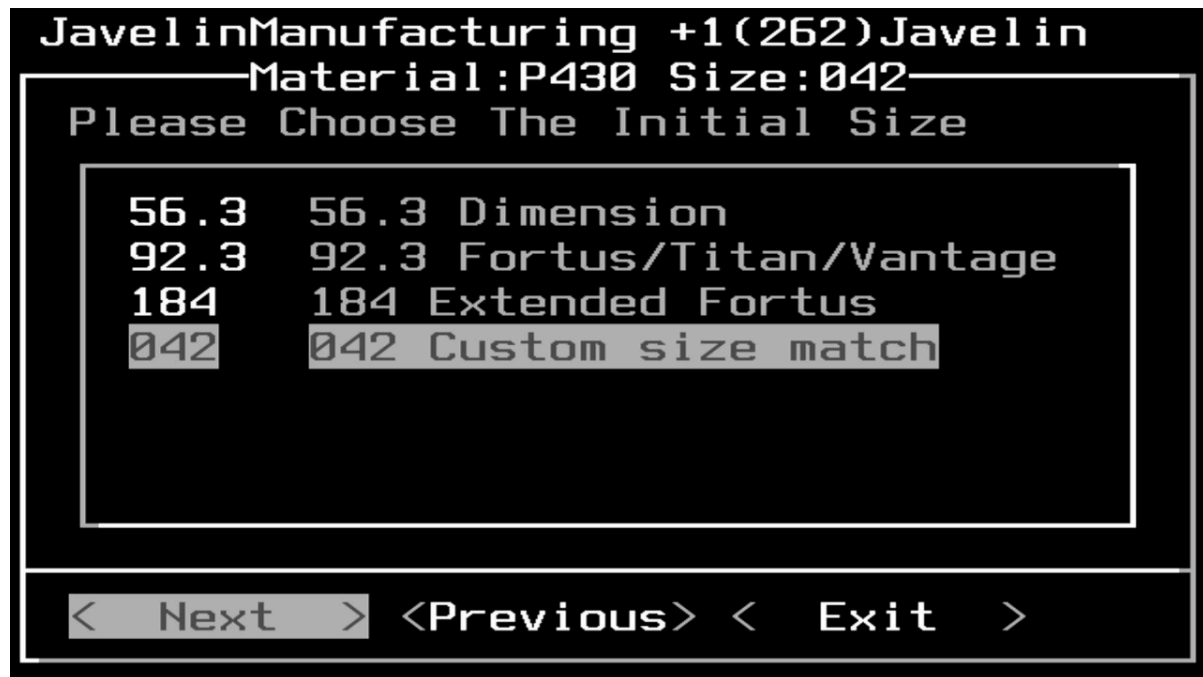 JavelinManufacturing +1(262)Javelin
Material:P430 Size:042
Please Choose The Initial Size
56.3 56.3 Dimension
92.3 92.3 Fortus/Titan/Vantage
184 184 Extended Fortus
042 042 Custom size match
< Next > <Previous> < Exit >